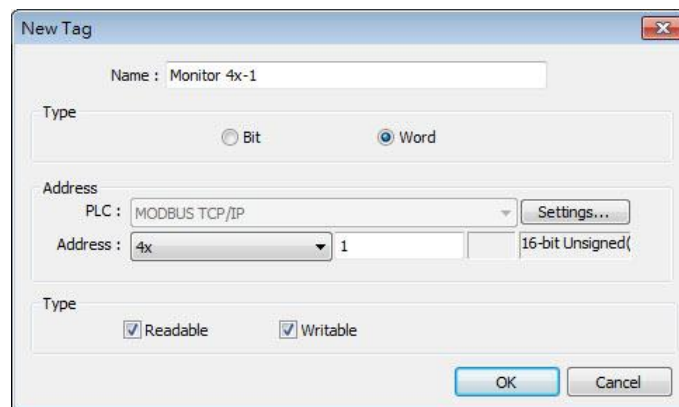 New Tag
Name : Monitor 4x-1
Type
Bit Word
Address
PLC : MODBUS TCP/IP Settings...
Address : 4x 1 16-bit Unsigned(
Type
Readable Writable
OK Cancel